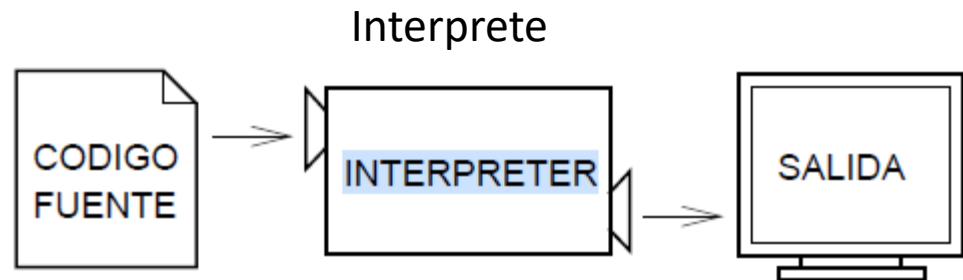 Interprete
CODIGO
FUENTE
INTERPRETER
SALIDA